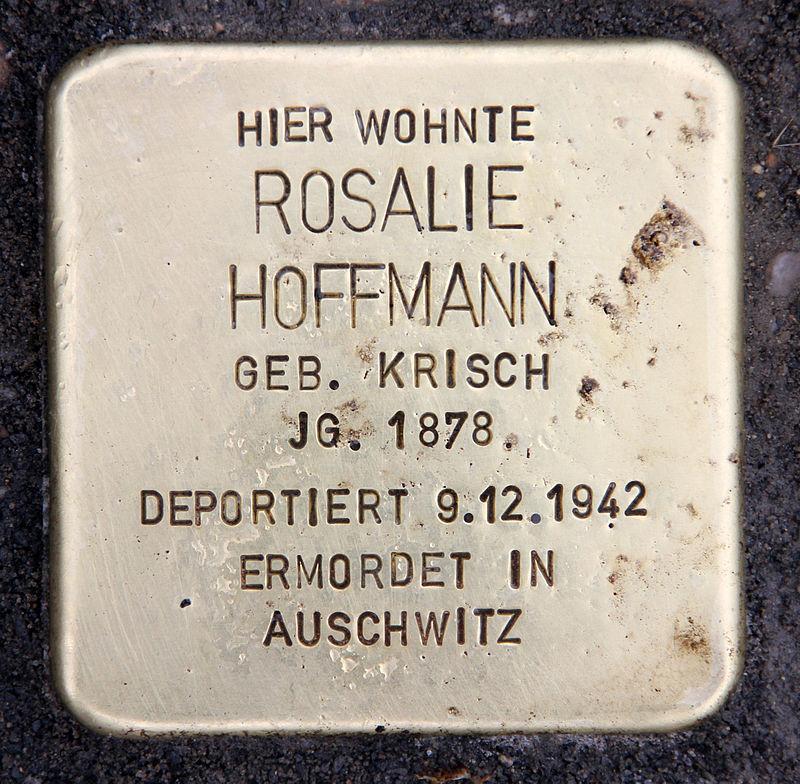 HIER WOHNTE
ROSALIE
HOFFMANN
GEB. KRISCH
JG. 1878
DEPORTIERT 9.12.1942
ERMORDET IN
AUSCHWITZ